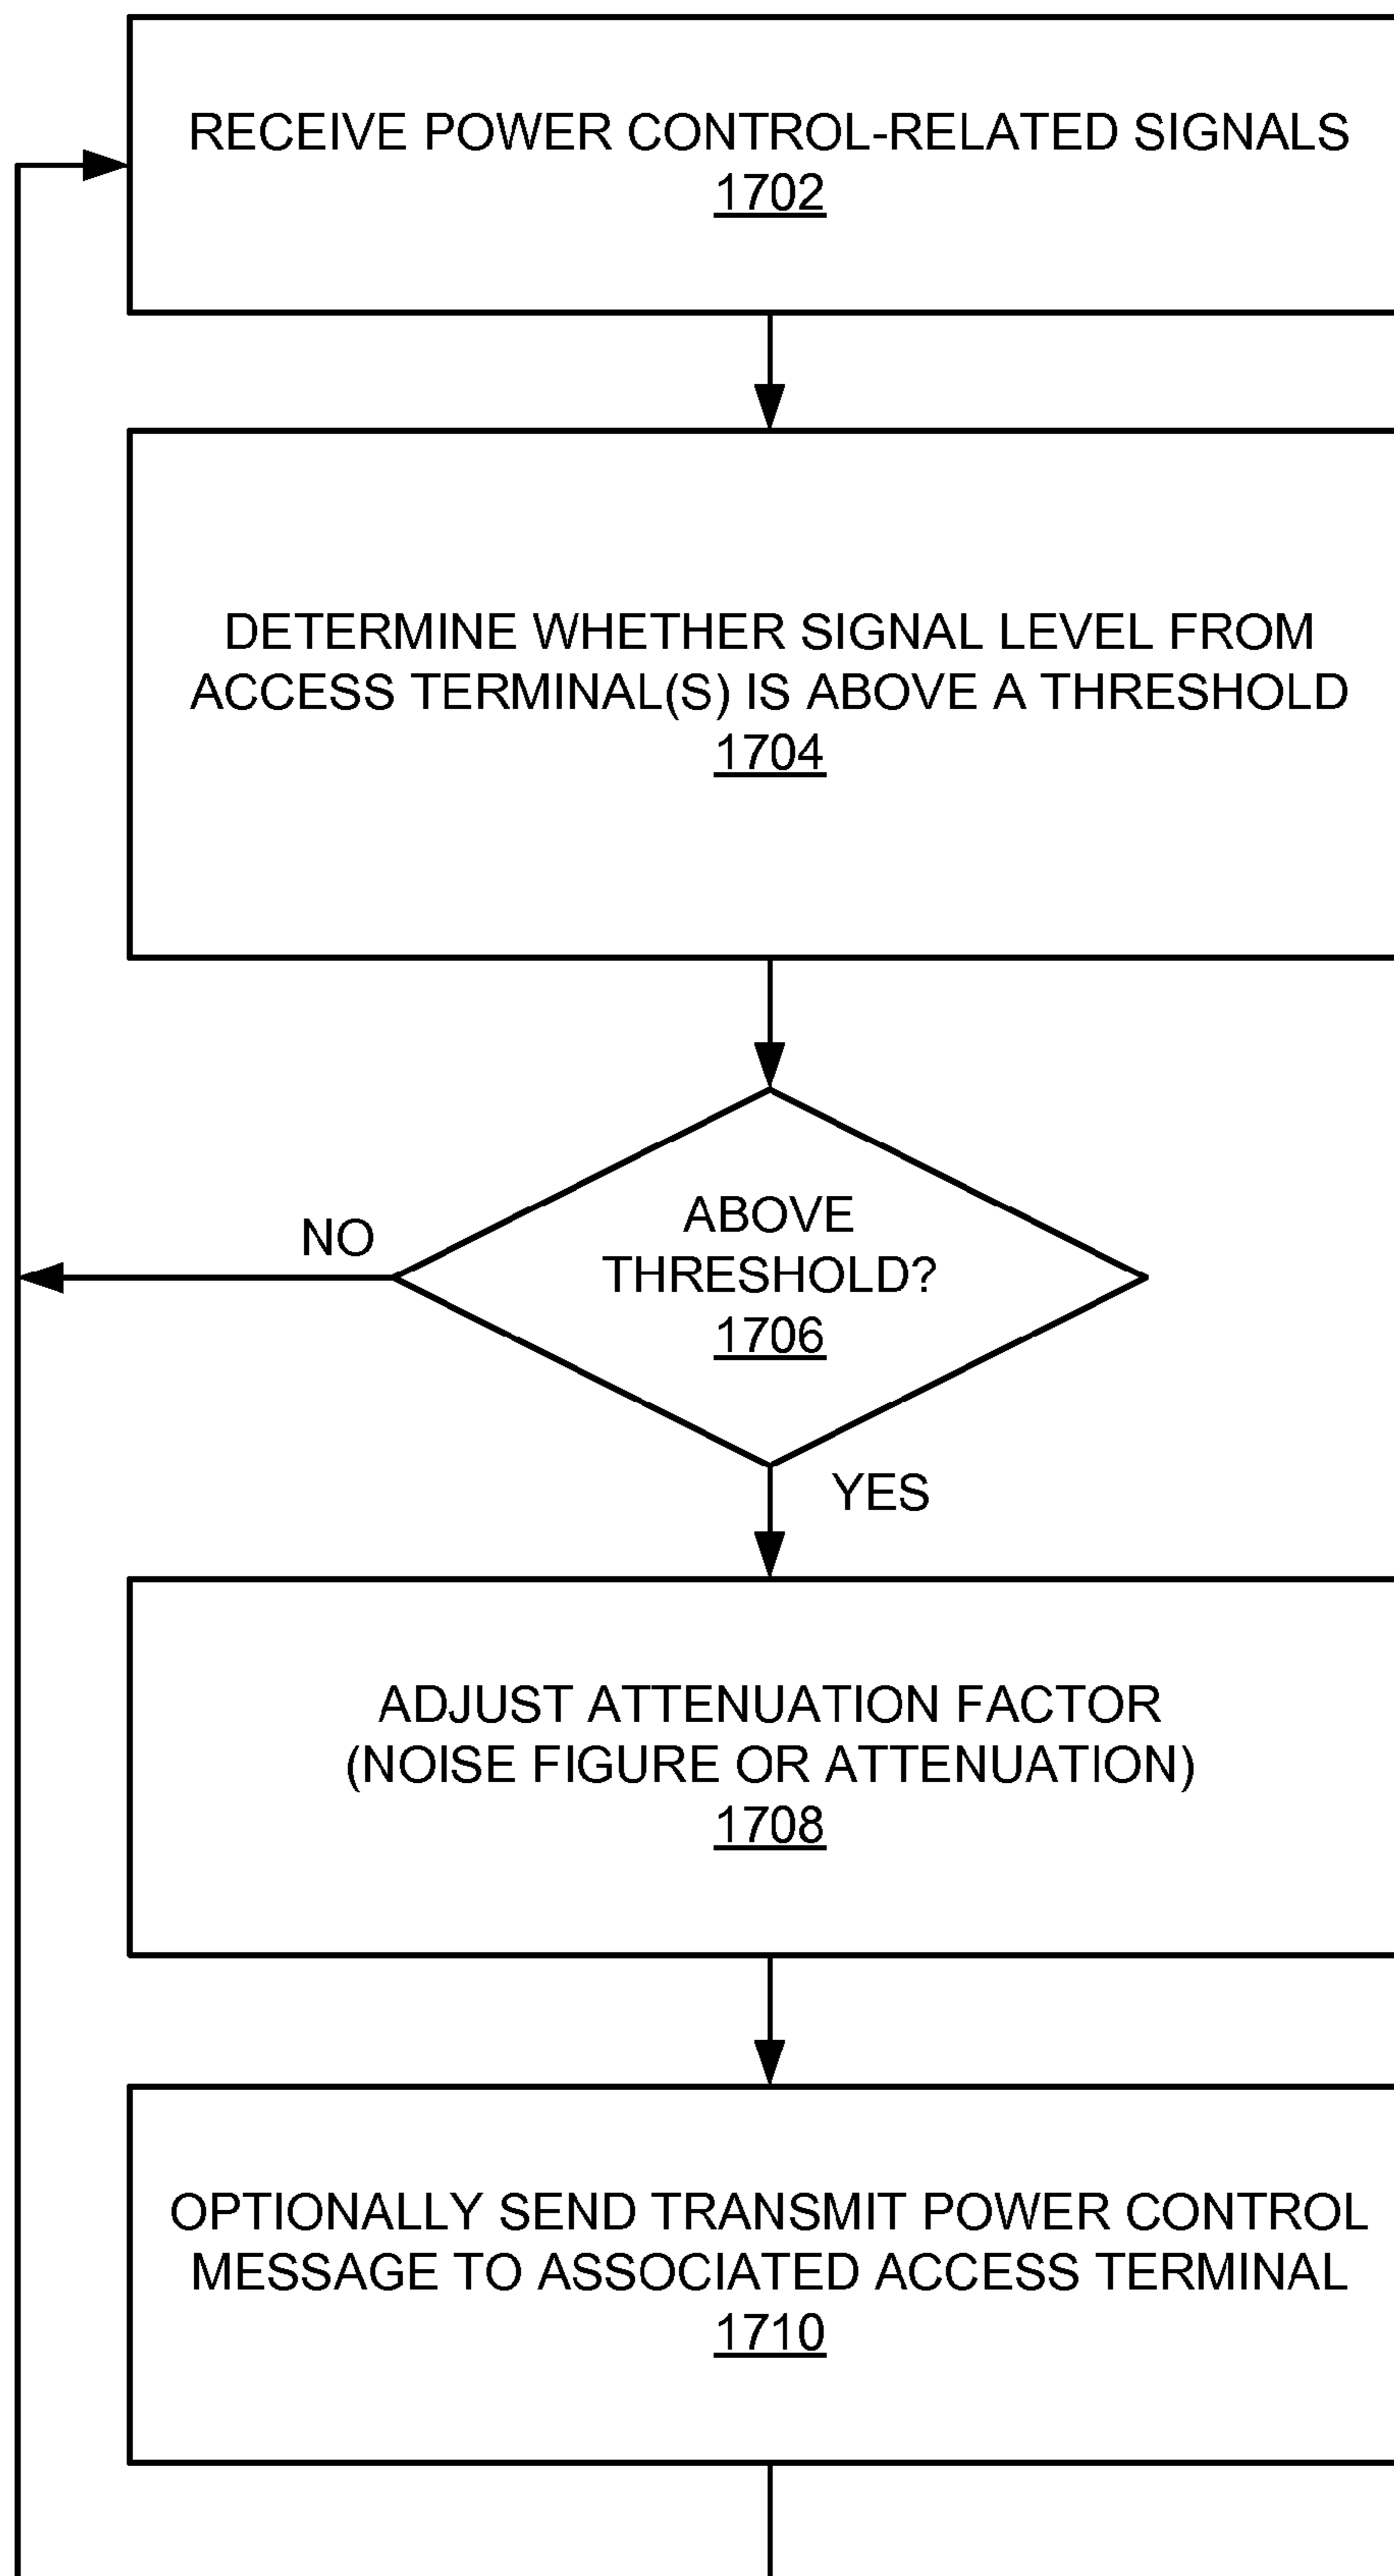 RECEIVE POWER CONTROL-RELATED SIGNALS
1702
DETERMINE WHETHER SIGNAL LEVEL FROM
ACCESS TERMINAL(S) IS ABOVE A THRESHOLD
1704
ABOVE
THRESHOLD?
1706
NO
YES
ADJUST ATTENUATION FACTOR
(NOISE FIGURE OR ATTENUATION)
1708
OPTIONALLY SEND TRANSMIT POWER CONTROL
MESSAGE TO ASSOCIATED ACCESS TERMINAL
1710